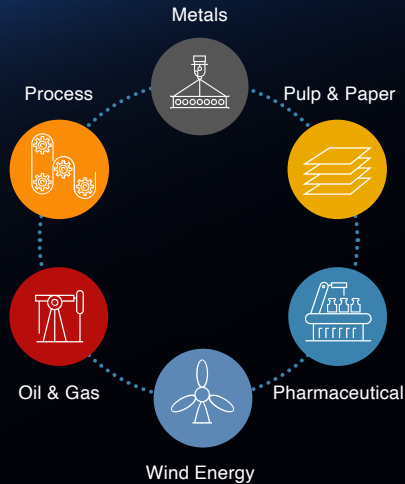 Metals
Process
Pulp & Paper
Oil & Gas
Pharmaceutical
Wind Energy